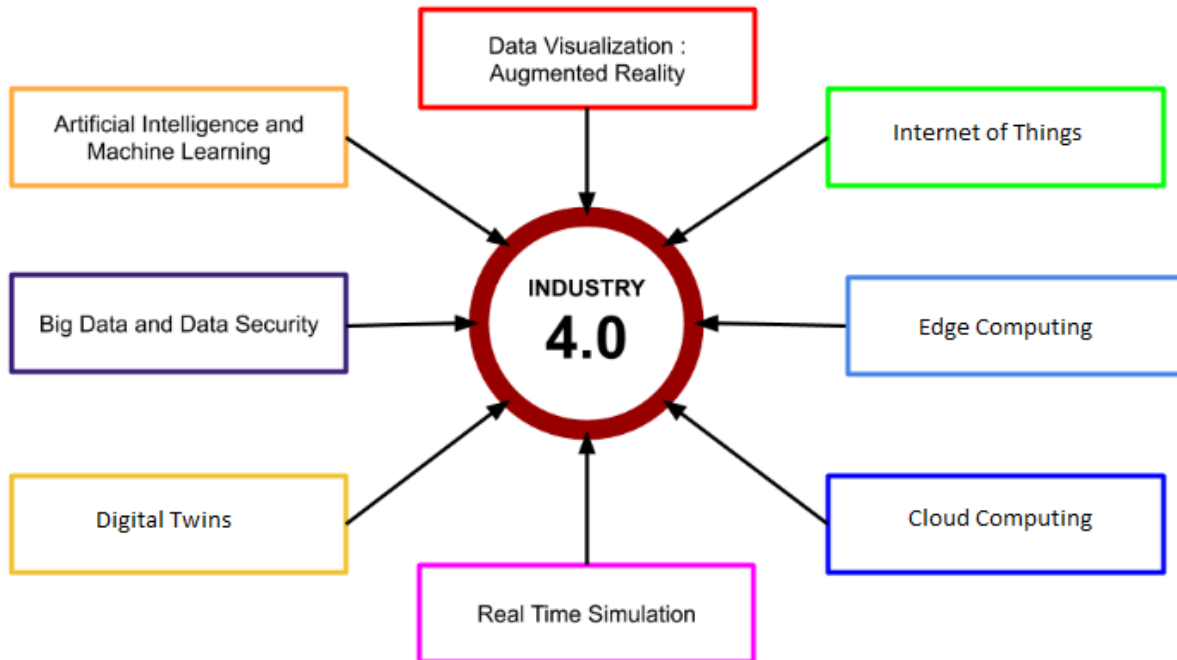 Data Visualization :
Augmented Reality
Artificial Intelligence and
Machine Learning
Internet of Things
INDUSTRY
4.0
Big Data and Data Security
Edge Computing
Digital Twins
Cloud Computing
Real Time Simulation